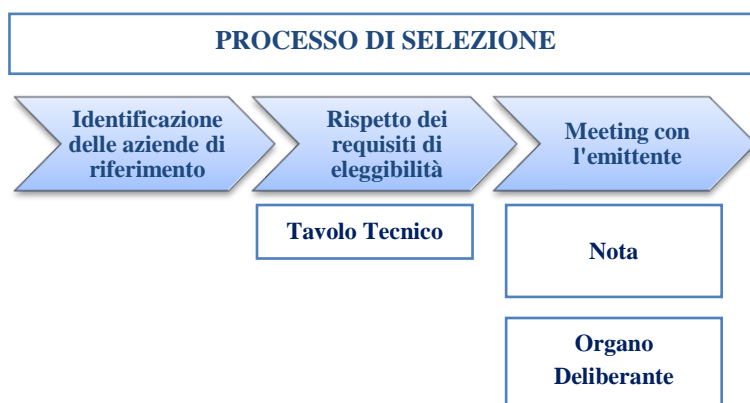 PROCESSO DI SELEZIONE
Identificazione
delle aziende di
riferimento
Rispetto dei
requisiti di
eleggibilità
Meeting con
l'emittente
Tavolo Tecnico
Nota
Organo
Deliberante